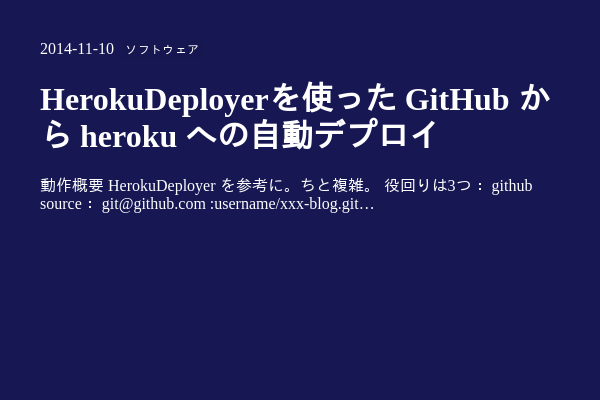 2014-11-10 ソフトウェア
HerokuDeployerを使った GitHub か
ら heroku への自動デプロイ
動作概要 HerokuDeployer を参考に。ちと複雑。 役回りは3つ： github
source： git@github.com :username/xxx-blog.git…